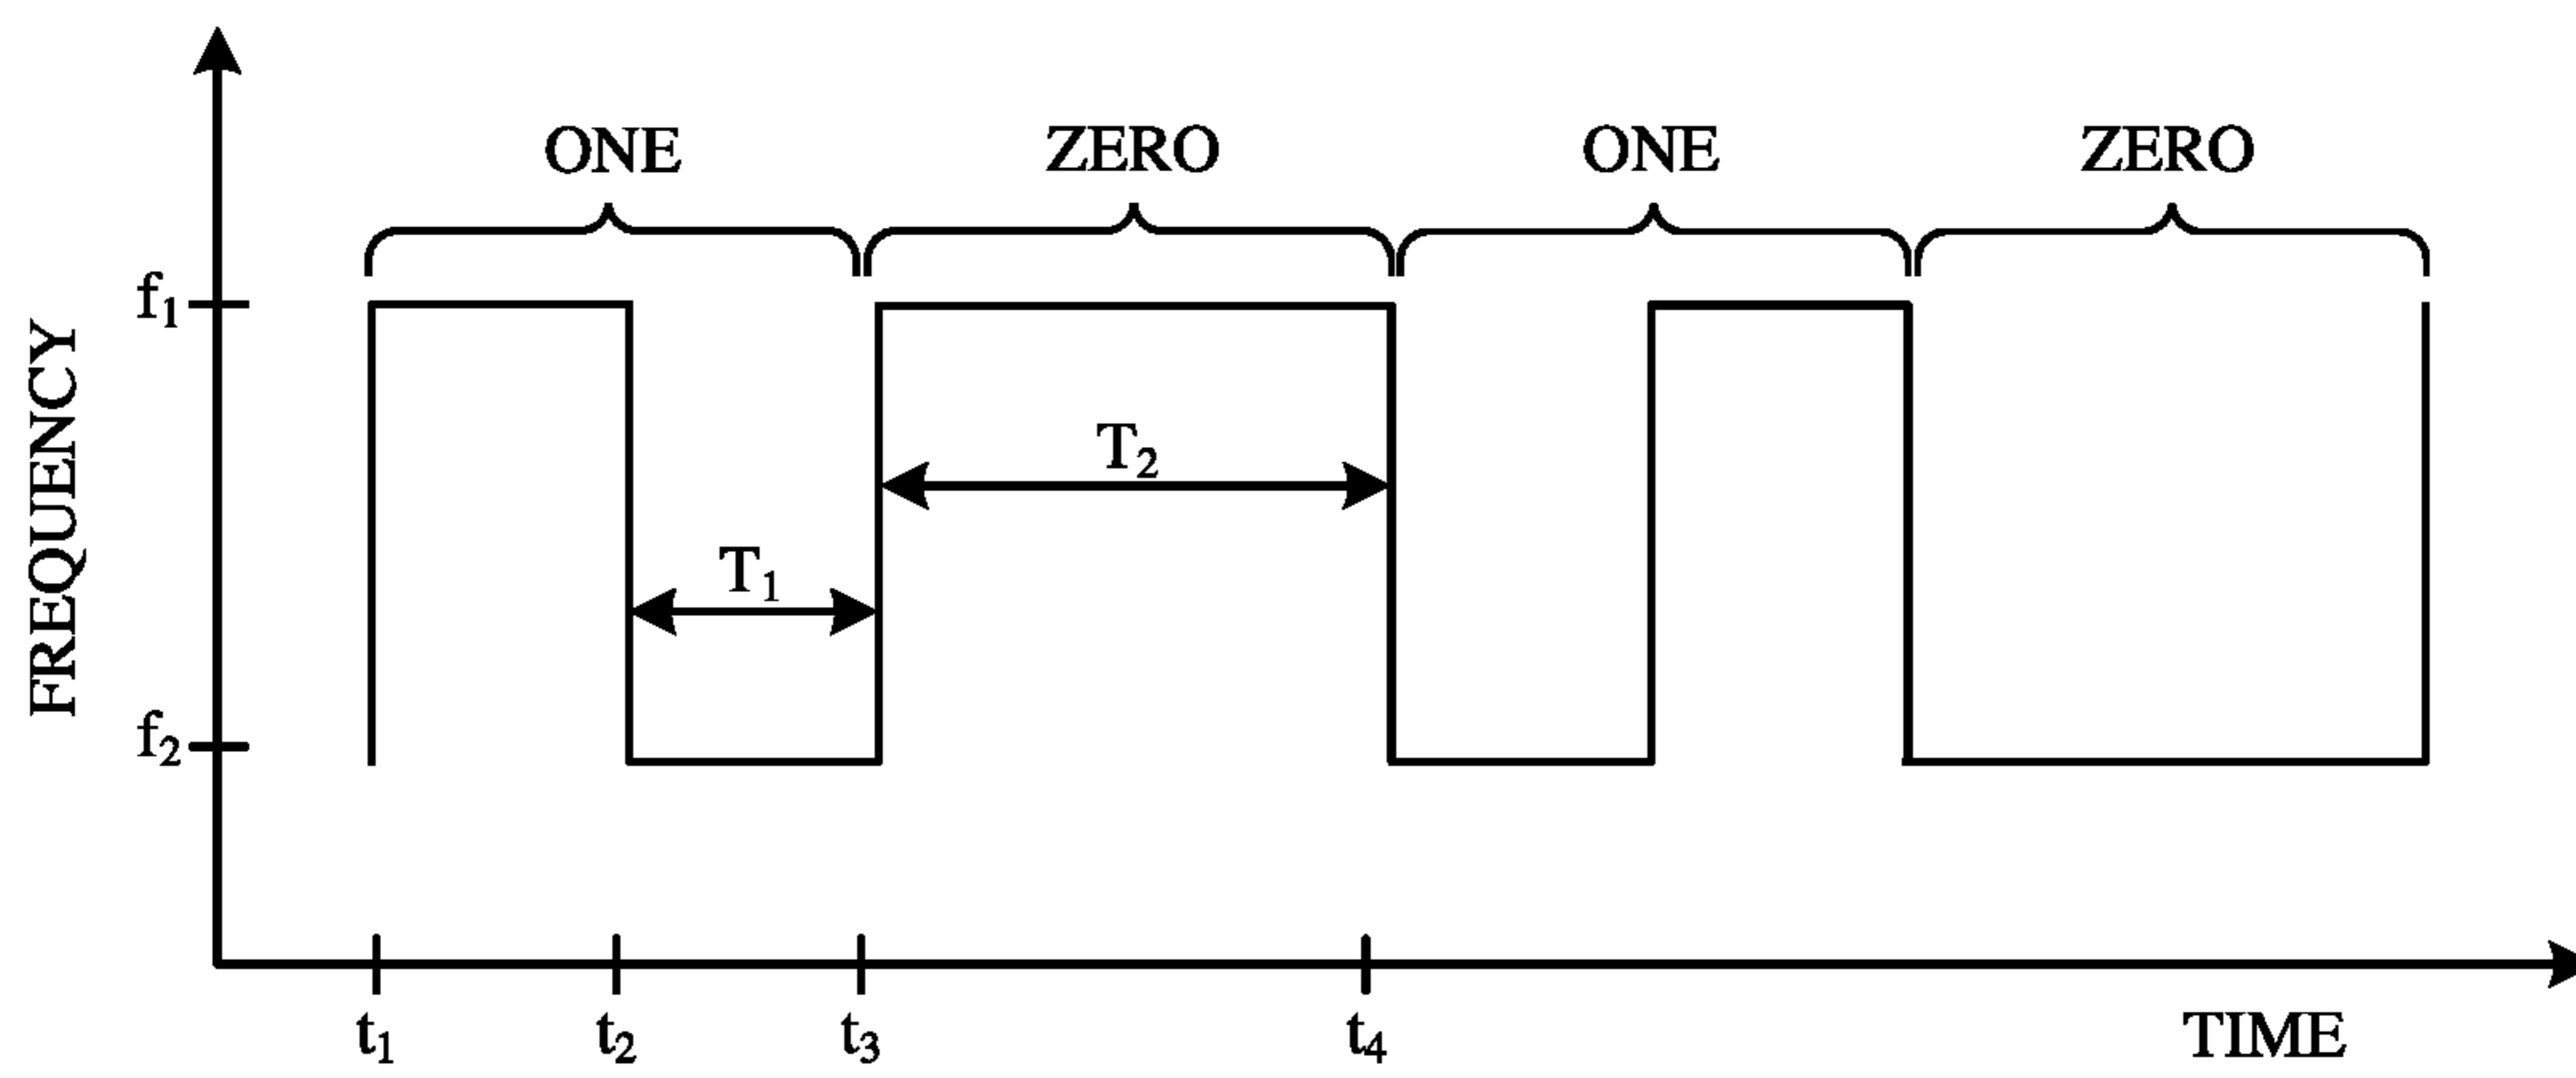 ONE ZERO ONE ZERO
f₁
FREQUENCY
T₂
T₁
f₂
t₁ t₂ t₃ t₄ TIME